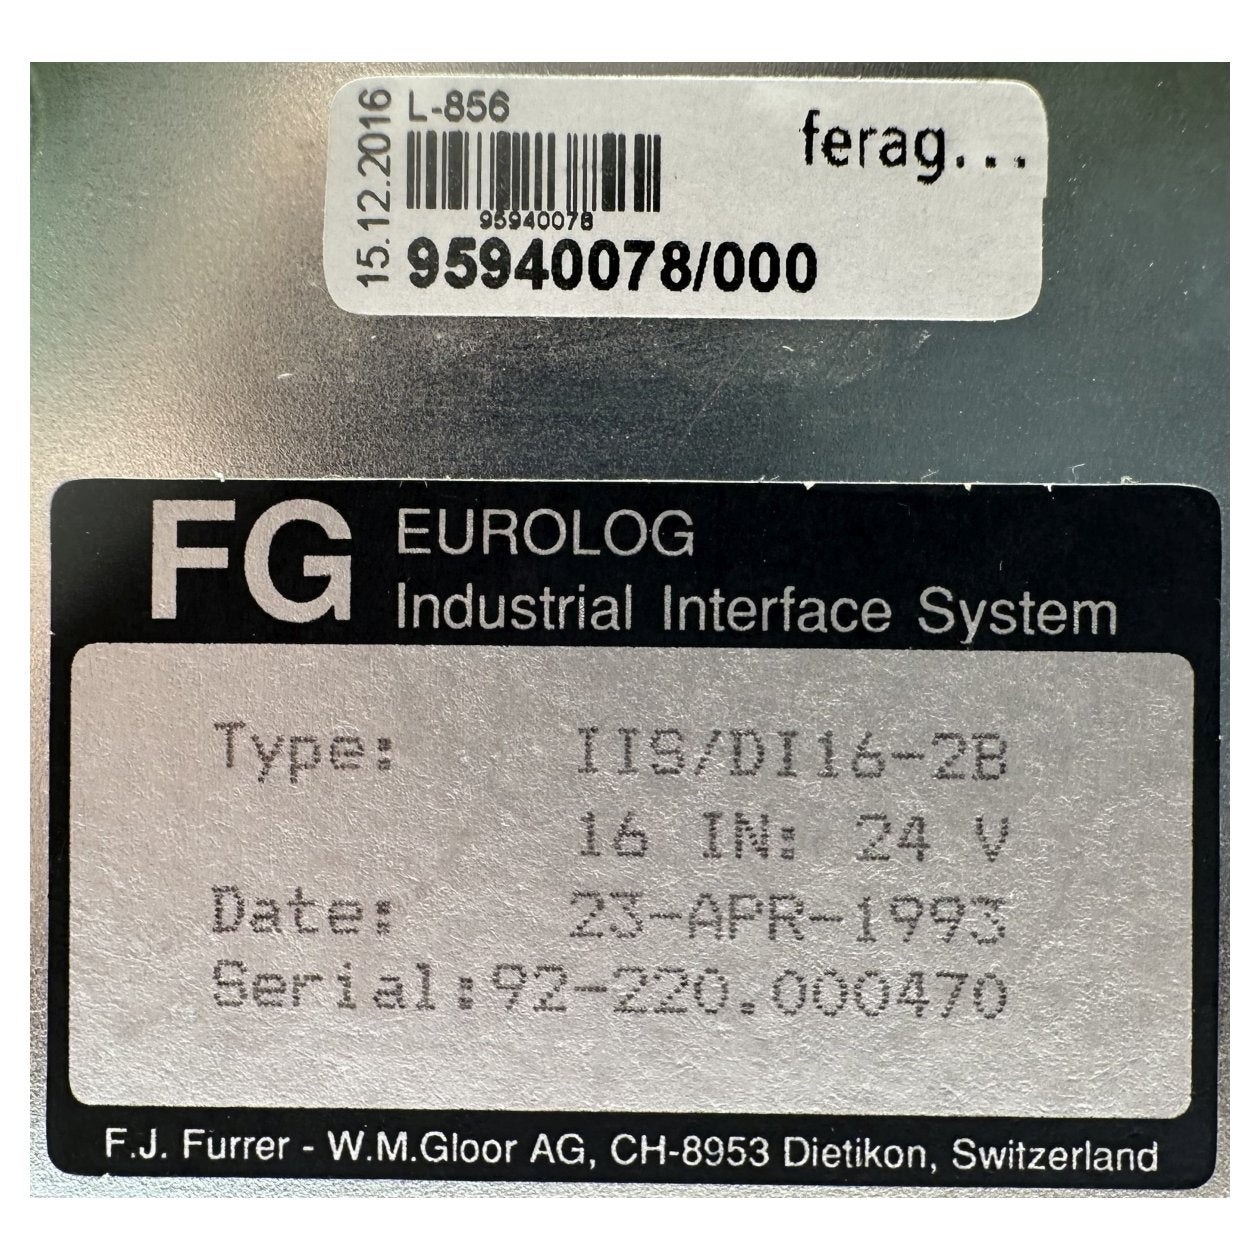 15.12.2016
L-856
ferag...
95940078
95940078/000
FG
EUROLOG
Industrial Interface System
Type: IIS/DI16-2B
16 IN: 24 V
Date: 23-APR-1993
Serial:92-220.000470
F.J. Furrer - W.M.Gloor AG, CH-8953 Dietikon, Switzerland